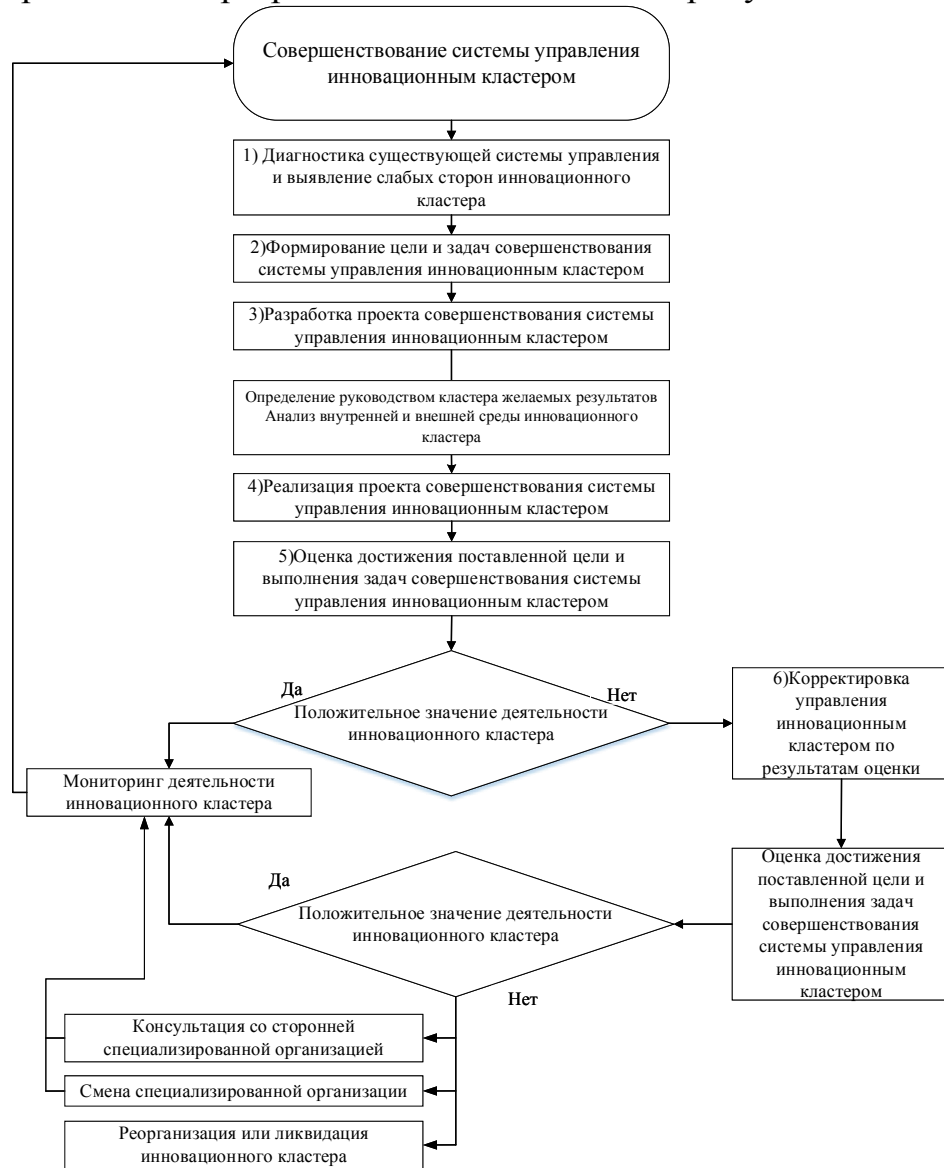 Совершенствование системы управления
инновационным кластером
1) Диагностика существующей системы управления
и выявление слабых сторон инновационного
кластера
2)Формирование цели и задач совершенствования
системы управления инновационным кластером
3)Разработка проекта совершенствования системы
управления инновационным кластером
Определение руководством кластера желаемых результатов
Анализ внутренней и внешней среды инновационного
кластера
4)Реализация проекта совершенствования системы
управления инновационным кластером
5)Оценка достижения поставленной цели и
выполнения задач совершенствования системы
управления инновационным кластером
Да
Нет
Положительное значение деятельности
инновационного кластера
6)Корректировка
управления
инновационным
кластером по
результатам оценки
Мониторинг деятельности
инновационного кластера
Оценка достижения
поставленной цели и
выполнения задач
совершенствования
системы управления
инновационным
кластером
Да
Положительное значение деятельности
инновационного кластера
Нет
Консультация со сторонней
специализированной организацией
Смена специализированной организации
Реорганизация или ликвидация
инновационного кластера